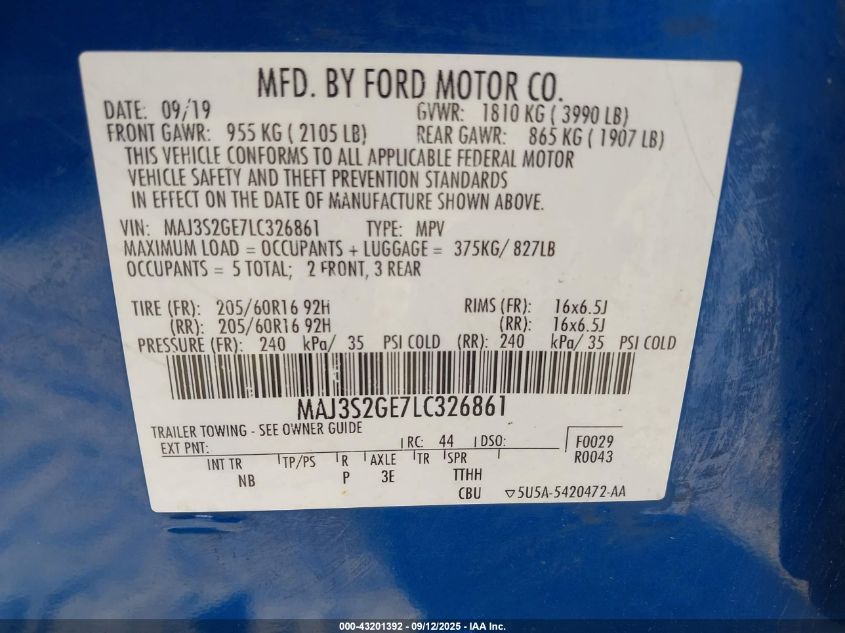 MFD. BY FORD MOTOR CO.
DATE: 09/19 GVWR: 1810 KG ( 3990 LB)
FRONT GAWR: 955 KG ( 2105 LB) REAR GAWR: 865 KG ( 1907 LB)
THIS VEHICLE CONFORMS TO ALL APPLICABLE FEDERAL MOTOR
VEHICLE SAFETY AND THEFT PREVENTION STANDARDS
IN EFFECT ON THE DATE OF MANUFACTURE SHOWN ABOVE.
VIN: MAJ3S2GE7LC326861 TYPE: MPV
MAXIMUM LOAD = OCCUPANTS + LUGGAGE = 375KG/ 827LB
OCCUPANTS = 5 TOTAL; 2 FRONT, 3 REAR
TIRE (FR): 205/60R16 92H RIMS (FR): 16x6.5J
(RR): 205/60R16 92H (RR): 16x6.5J
PRESSURE (FR): 240 kPa/ 35 PSI COLD (RR): 240 kPa/ 35 PSI COLD
MAJ3S2GE7LC326861
TRAILER TOWING - SEE OWNER GUIDE
EXT PNT: RC: 44 DSO: F0029
R0043
INT TR TP/PS R AXLE TR SPR
NB P 3E TTHH
CBU ▽5U5A-5420472-AA
000-43201392 - 09/12/2025 - IAA Inc.